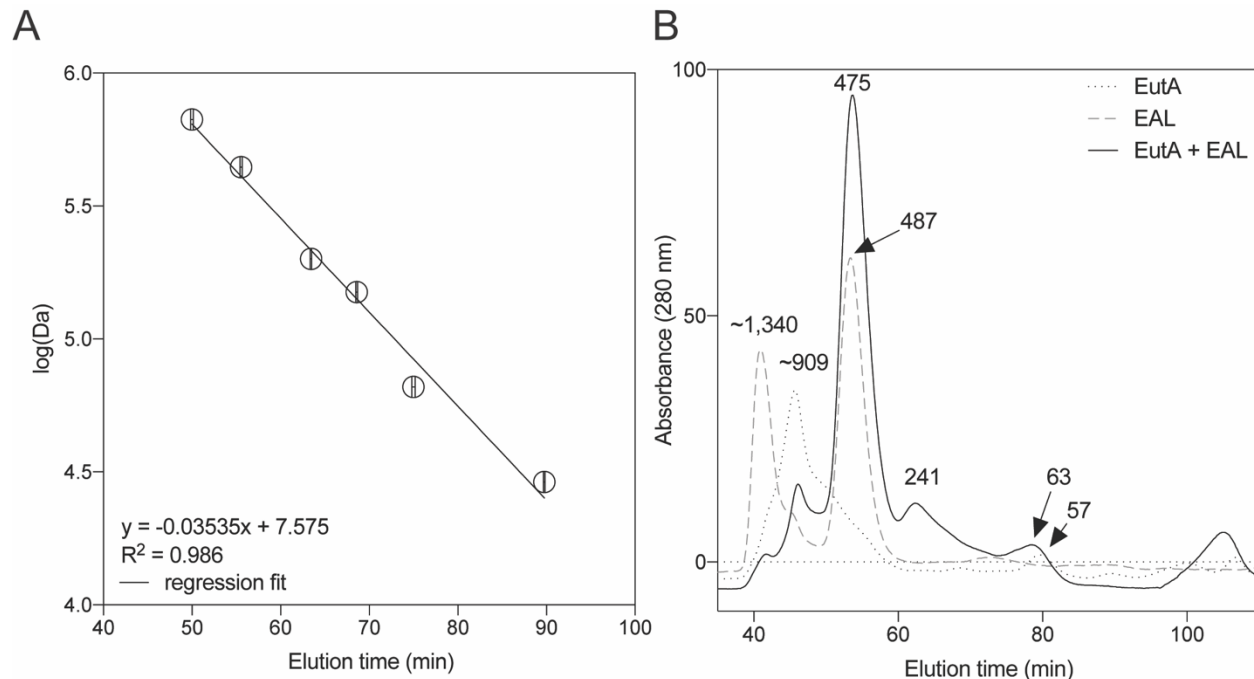 A
6.0
5.5
5.0
4.5
4.0
log(Da)
y = -0.03535x + 7.575
R² = 0.986
regression fit
40 50 60 70 80 90 100
Elution time (min)
B
100
50
0
Absorbance (280 nm)
EutA
EAL
EutA + EAL
475
487
~1,340
~909
241
63
57
40 60 80 100
Elution time (min)